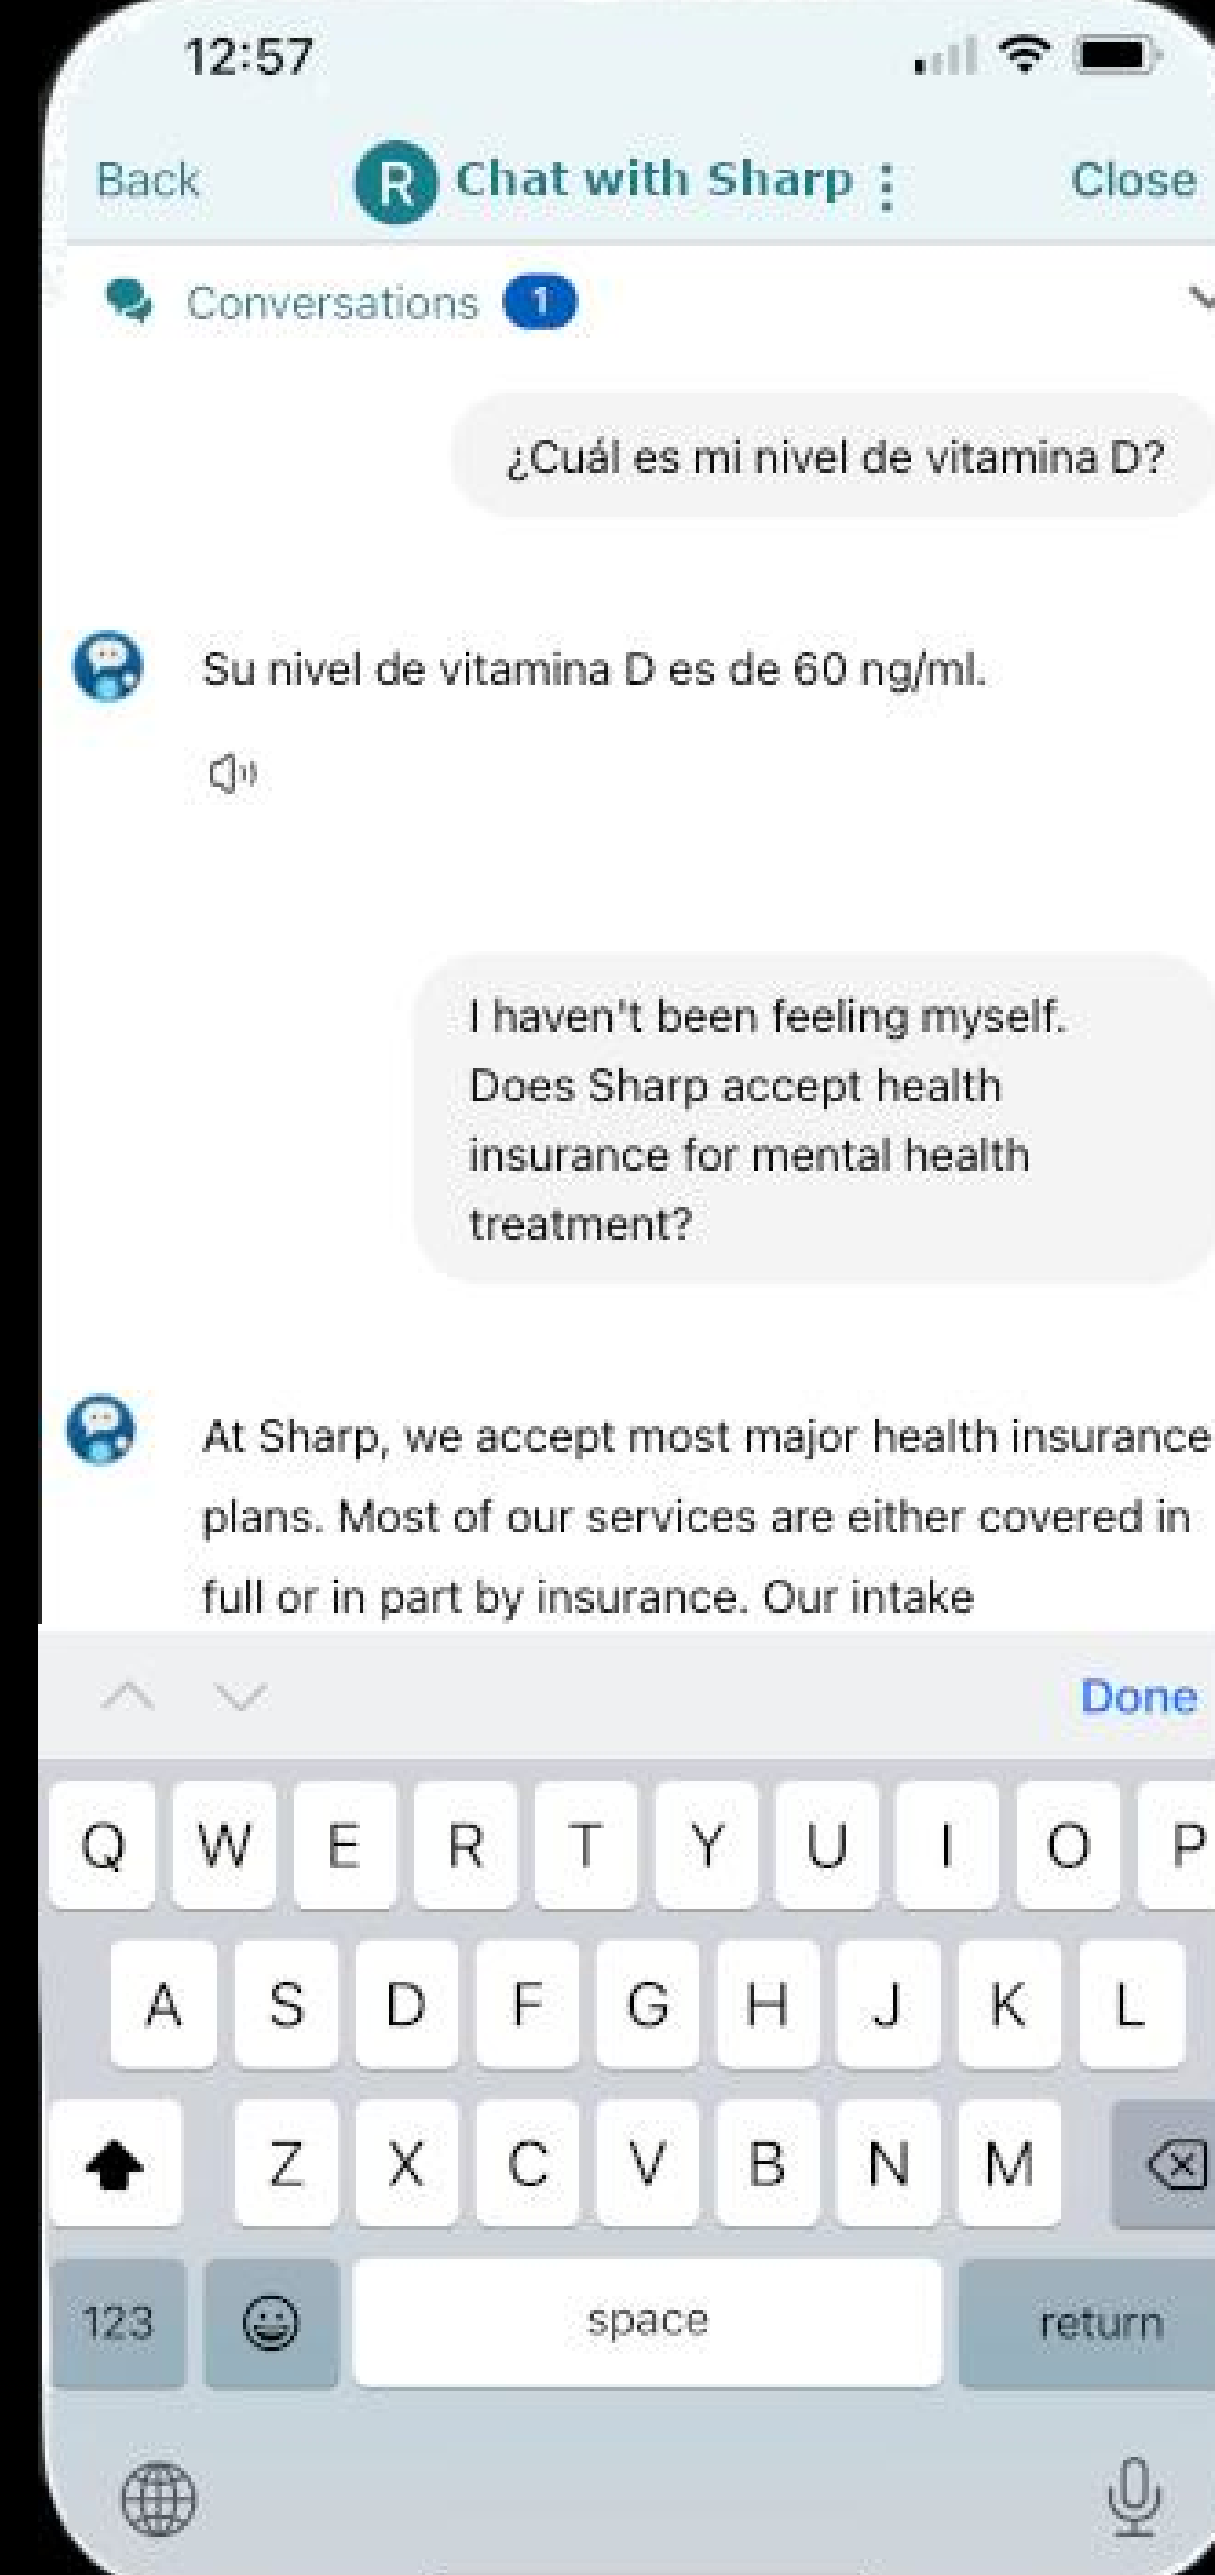 12:57
Back R Chat with Sharp Close
Conversations 1
¿Cuál es mi nivel de vitamina D?
Su nivel de vitamina D es de 60 ng/ml.
I haven't been feeling myself.
Does Sharp accept health
insurance for mental health
treatment?
At Sharp, we accept most major health insurance
plans. Most of our services are either covered in
full or in part by insurance. Our intake
Done
Q W E R T Y U I O P
A S D F G H J K L
Z X C V B N M
123 space return